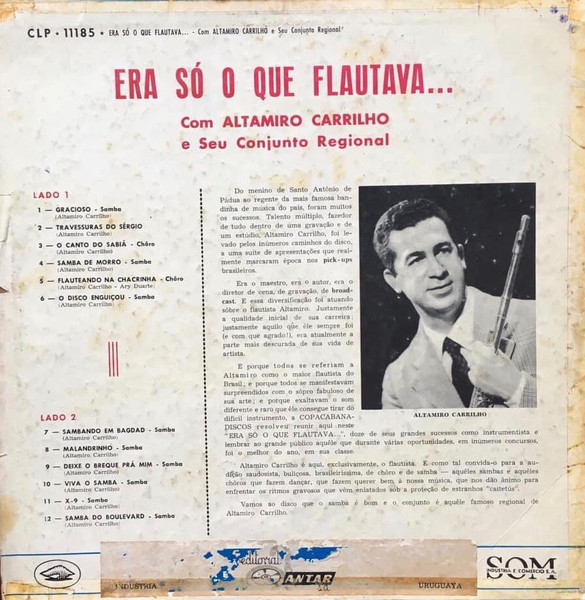 CLP • 11185 • ERA SÓ O QUE FLAUTAVA... - Com ALTAMIRO CARRILHO e Seu Conjunto Regional
ERA SÓ O QUE FLAUTAVA...
Com ALTAMIRO CARRILHO
e Seu Conjunto Regional
LADO 1
1 — GRACIOSO - Samba
(Altamiro Carrilho)
2 — TRAVESSURAS DO SÉRGIO
(Altamiro Carrilho)
3 — O CANTO DO SABIÁ - Chôro
(Altamiro Carrilho)
4 — SAMBA DE MORRO - Samba
(Altamiro Carrilho)
5 — FLAUTEANDO NA CHACRINHA - Chôro
(Altamiro Carrilho - Ary Duarte)
6 — O DISCO ENGUIÇOU - Samba
(Altamiro Carrilho)
LADO 2
7 — SAMBANDO EM BAGDAD - Samba
(Altamiro Carrilho)
8 — MALANDRINHO - Samba
(Altamiro Carrilho)
9 — DEIXE O BREQUE PRÁ MIM - Samba
(Altamiro Carrilho)
10 — VIVA O SAMBA - Samba
(Altamiro Carrilho)
11 — X-9 - Samba
(Altamiro Carrilho)
12 — SAMBA DO BOULEVARD - Samba
(Altamiro Carrilho)
Do menino de Santo Antônio de
Pádua ao regente da mais famosa ban-
dinha de música do país, foram muitos
os sucessos. Talento múltiplo, fazedor
de tudo dentro de uma gravação e de
um estúdio, Altamiro Carrilho, foi le-
vado pelos inúmeros caminhos do disco,
a uma suite de apresentações que real-
mente marcaram época nos pick-ups
brasileiros.
Era o maestro, era o autor, era o
diretor de cena, de gravação, de broad-
cast. E essa diversificação foi atuando
sôbre o flautista Altamiro. Justamente
a qualidade inicial de sua carreira;
justamente aquilo que êle sempre foi
(e com que agrado!), era atualmente a
parte mais descurada de sua vida de
artista.
E porque todos se referiam a
Altamiro como o maior flautista do
Brasil; e porque todos se manifestavam
surpreendidos com o sôpro fabuloso de
sua arte; e porque exaltavam o som
diferente e raro que êle consegue tirar do
difícil instrumento, a COPACABANA-
DISCOS resolveu reunir aqui neste
"ERA SÓ O QUE FLAUTAVA...", doze de seus grandes sucessos como instrumentista e
lembrar ao grande público aquêle que durante várias oportunidades, em inúmeros concursos,
foi o melhor do ano, em sua classe.
Altamiro Carrilho é aqui, exclusivamente, o flautista. E como tal convida-o para a au-
dição saudosista, buliçosa, brasileiríssima, de chôro e de samba — aquêles sambas e aquêles
chôros que fazem dançar, que fazem querer bem à nossa música, que nos dão ânimo para
enfrentar os ritmos gravosos que vêm enlatados sob a proteção de estranhos "caitetús".
Vamos ao disco que o samba é bom e o conjunto é aquêle famoso regional de
Altamiro Carrilho.
ALTAMIRO CARRILHO
editorial
ANTAR
INDUSTRIA
URUGUAYA
SOM
INDUSTRIA E COMERCIO S.A.